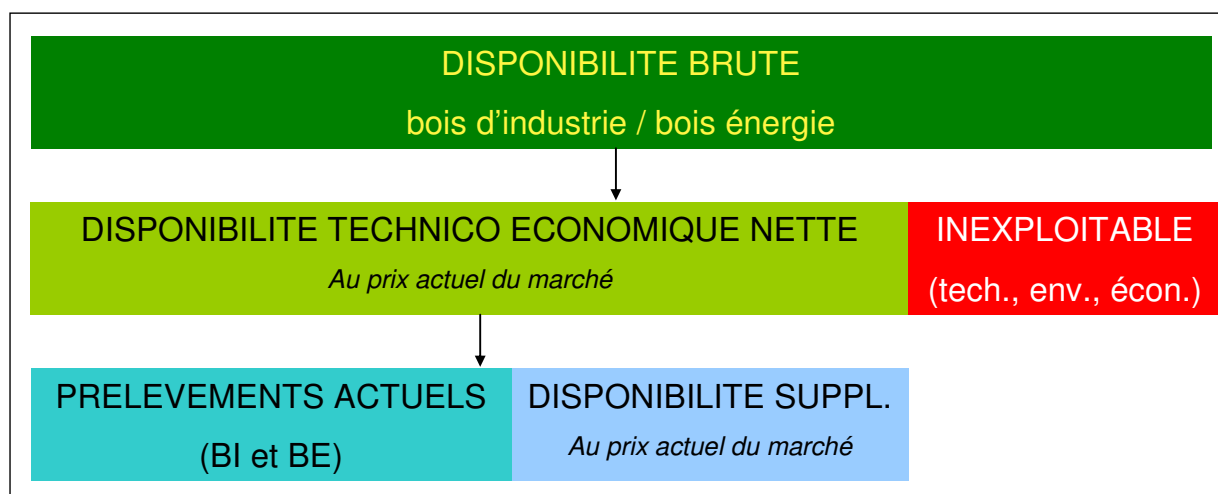 DISPONIBILITE BRUTE
bois d'industrie / bois énergie
DISPONIBILITE TECHNICO ECONOMIQUE NETTE
Au prix actuel du marché
INEXPLOITABLE
(tech., env., écon.)
PRELEVEMENTS ACTUELS
(BI et BE)
DISPONIBILITE SUPPL.
Au prix actuel du marché